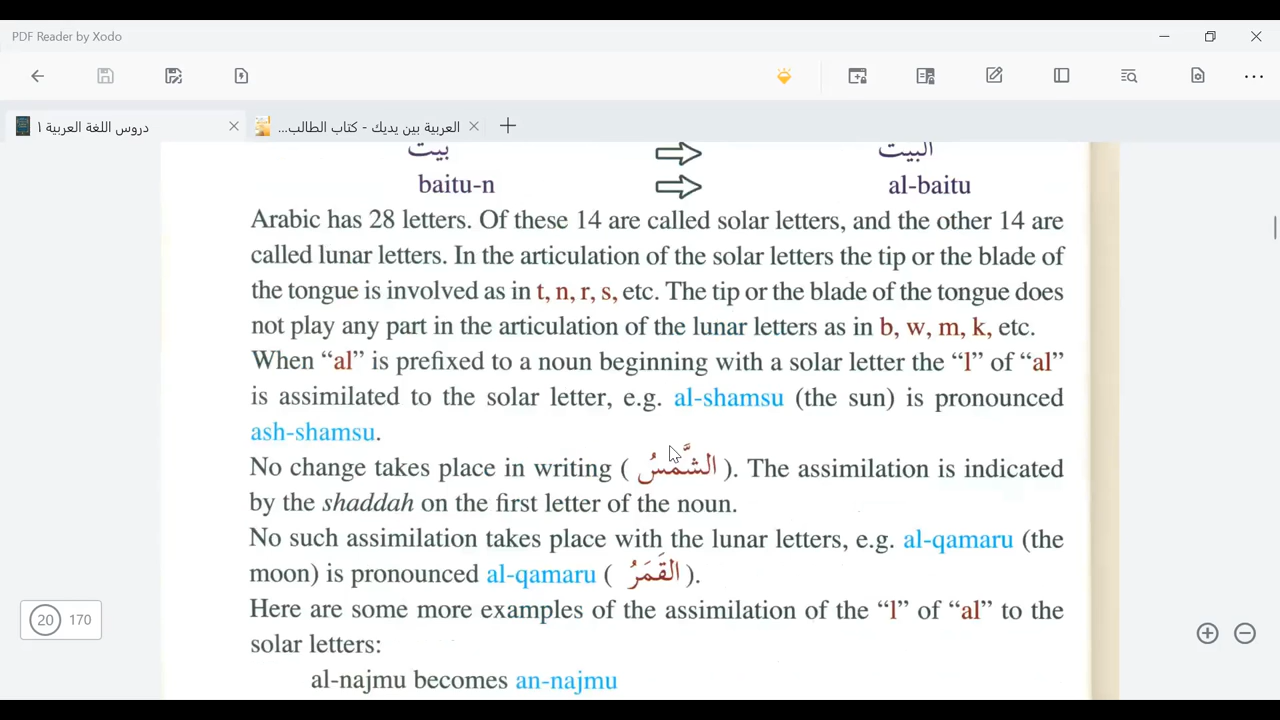 PDF Reader by Xodo
دروس اللغة العربية ١
العربية بين يديك - كتاب الطالب...
بيت ⇨ البيت
baitu-n ⇨ al-baitu
Arabic has 28 letters. Of these 14 are called solar letters, and the other 14 are
called lunar letters. In the articulation of the solar letters the tip or the blade of
the tongue is involved as in t, n, r, s, etc. The tip or the blade of the tongue does
not play any part in the articulation of the lunar letters as in b, w, m, k, etc.
When “al” is prefixed to a noun beginning with a solar letter the “l” of “al”
is assimilated to the solar letter, e.g. al-shamsu (the sun) is pronounced
ash-shamsu.
No change takes place in writing ( الشَّمْسُ ). The assimilation is indicated
by the shaddah on the first letter of the noun.
No such assimilation takes place with the lunar letters, e.g. al-qamaru (the
moon) is pronounced al-qamaru ( القَمَرُ ).
Here are some more examples of the assimilation of the “l” of “al” to the
solar letters:
al-najmu becomes an-najmu
20 170